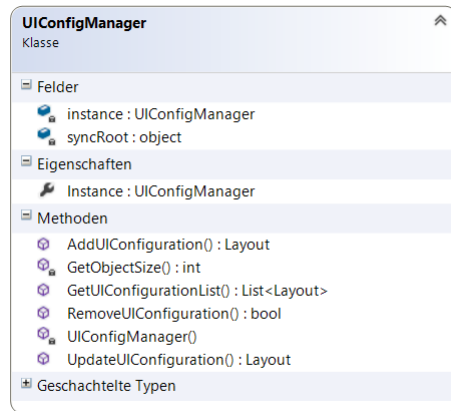 UIConfigManager
Klasse
Felder
instance : UIConfigManager
syncRoot : object
Eigenschaften
Instance : UIConfigManager
Methoden
AddUIConfiguration() : Layout
GetObjectSize() : int
GetUIConfigurationList() : List<Layout>
RemoveUIConfiguration() : bool
UIConfigManager()
UpdateUIConfiguration() : Layout
Geschachtelte Typen